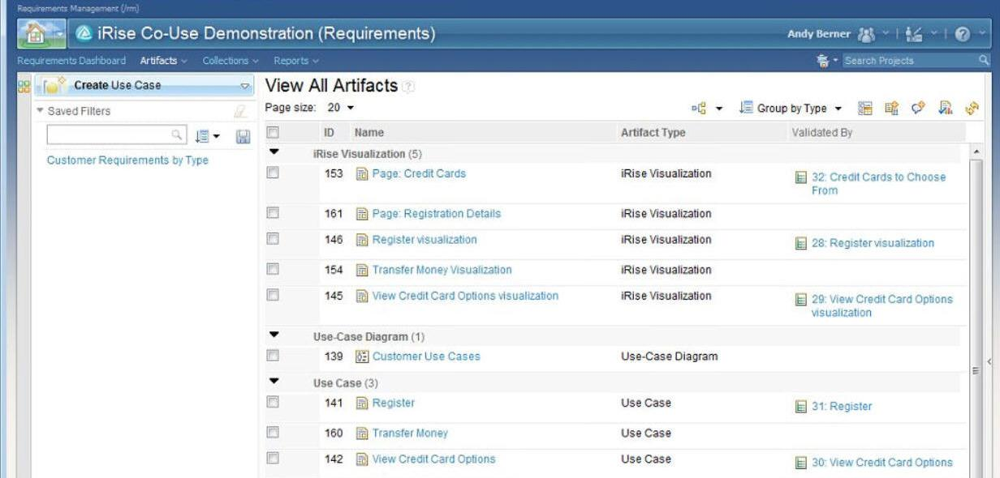 Requirements Management (/rm)
iRise Co-Use Demonstration (Requirements)
Andy Berner
Requirements Dashboard Artifacts Collections Reports
Search Projects
Create Use Case
View All Artifacts
Saved Filters
Page size: 20
Group by Type
ID Name Artifact Type Validated By
Customer Requirements by Type
iRise Visualization (5)
153 Page: Credit Cards iRise Visualization 32: Credit Cards to Choose
From
161 Page: Registration Details iRise Visualization
146 Register visualization iRise Visualization 28: Register visualization
154 Transfer Money Visualization iRise Visualization
145 View Credit Card Options visualization iRise Visualization 29: View Credit Card Options
visualization
Use-Case Diagram (1)
139 Customer Use Cases Use-Case Diagram
Use Case (3)
141 Register Use Case 31: Register
160 Transfer Money Use Case
142 View Credit Card Options Use Case 30: View Credit Card Options